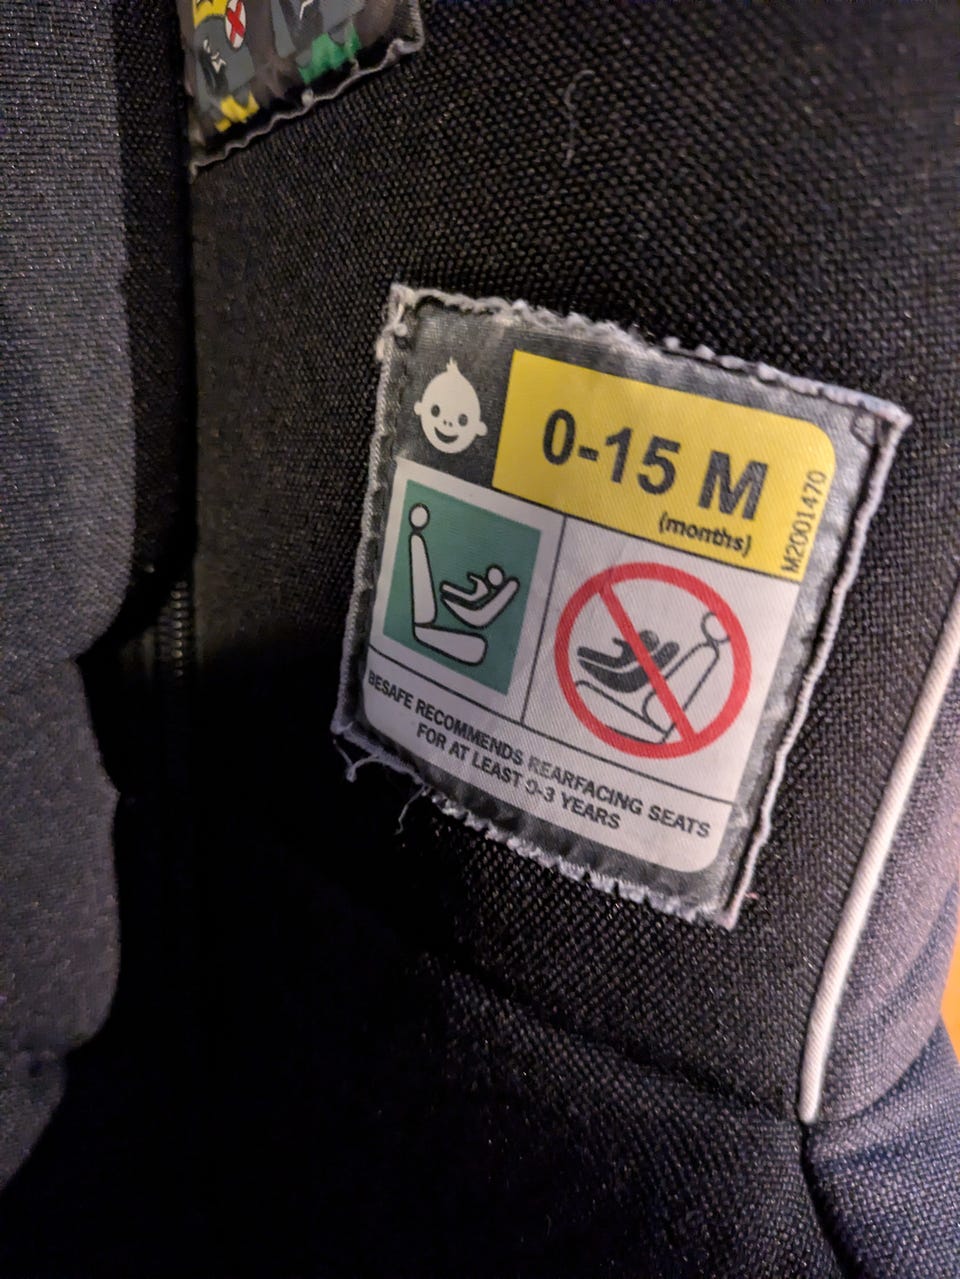 0-15 M
(months)
M2001470
BESAFE RECOMMENDS REARFACING SEATS
FOR AT LEAST 0-3 YEARS